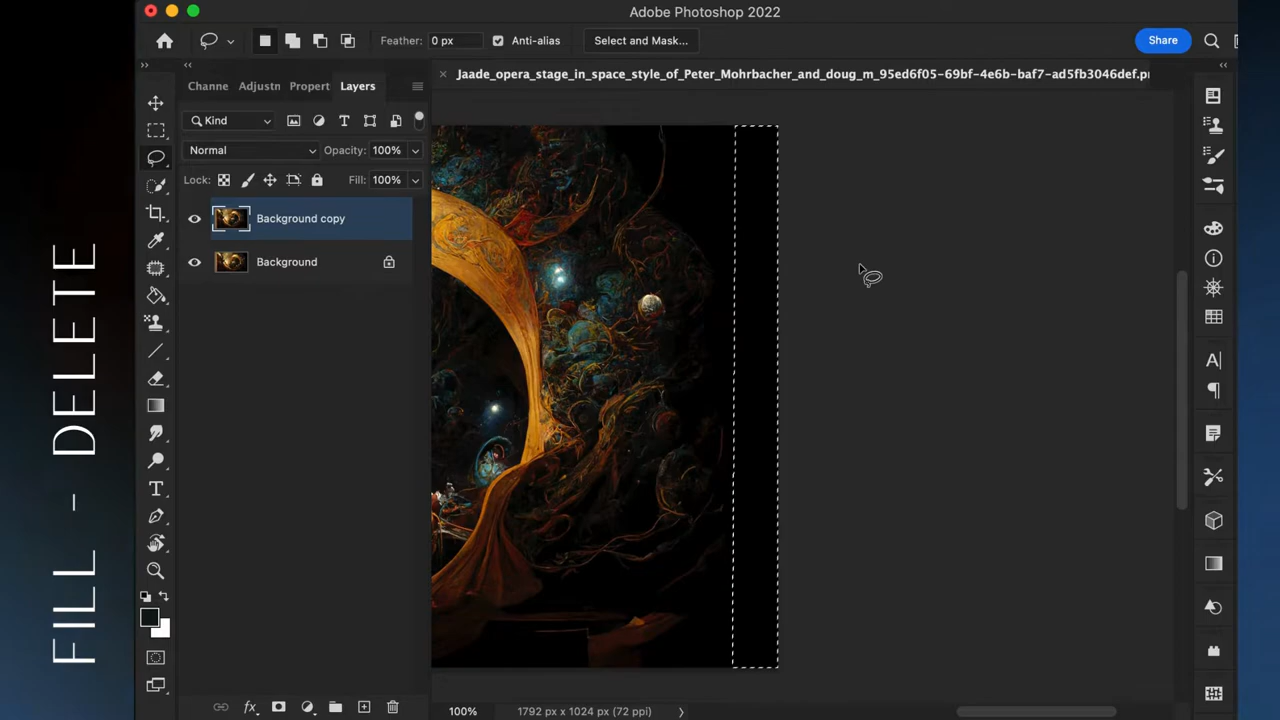 Adobe Photoshop 2022
Feather: 0 px
Anti-alias
Select and Mask...
Share
Jaade_opera_stage_in_space_style_of_Peter_Mohrbacher_and_doug_m_95ed6f05-69bf-4e6b-baf7-ad5fb3046def.pn
Channe
Adjustn
Propert
Layers
Kind
Normal
Opacity: 100%
Lock:
Fill: 100%
Background copy
Background
100%
1792 px x 1024 px (72 ppi)
FILL - DELETE